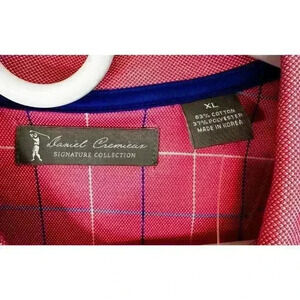 Daniel Cremieux
SIGNATURE COLLECTION
XL
63% COTTON
37% POLYESTER
MADE IN KOREA